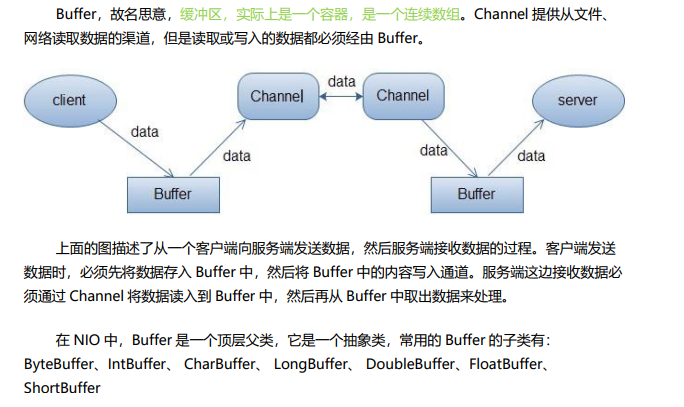 Buffer，故名思意，缓冲区，实际上是一个容器，是一个连续数组。Channel 提供从文件、
网络读取数据的渠道，但是读取或写入的数据都必须经由 Buffer。
client
Channel
data
Channel
server
data
data
data
data
Buffer
Buffer
上面的图描述了从一个客户端向服务端发送数据，然后服务端接收数据的过程。客户端发送
数据时，必须先将数据存入 Buffer 中，然后将 Buffer 中的内容写入通道。服务端这边接收数据必
须通过 Channel 将数据读入到 Buffer 中，然后再从 Buffer 中取出数据来处理。
在 NIO 中，Buffer 是一个顶层父类，它是一个抽象类，常用的 Buffer 的子类有：
ByteBuffer、IntBuffer、 CharBuffer、 LongBuffer、 DoubleBuffer、FloatBuffer、
ShortBuffer